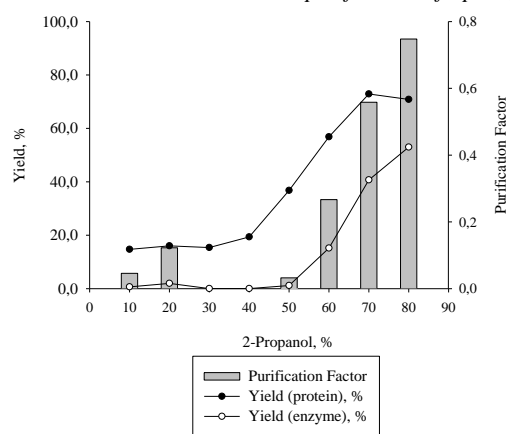 100,0
80,0
60,0
40,0
20,0
0,0
Yield, %
0,8
0,6
0,4
0,2
0,0
Purification Factor
0 10 20 30 40 50 60 70 80 90
2-Propanol, %
Purification Factor
Yield (protein), %
Yield (enzyme), %